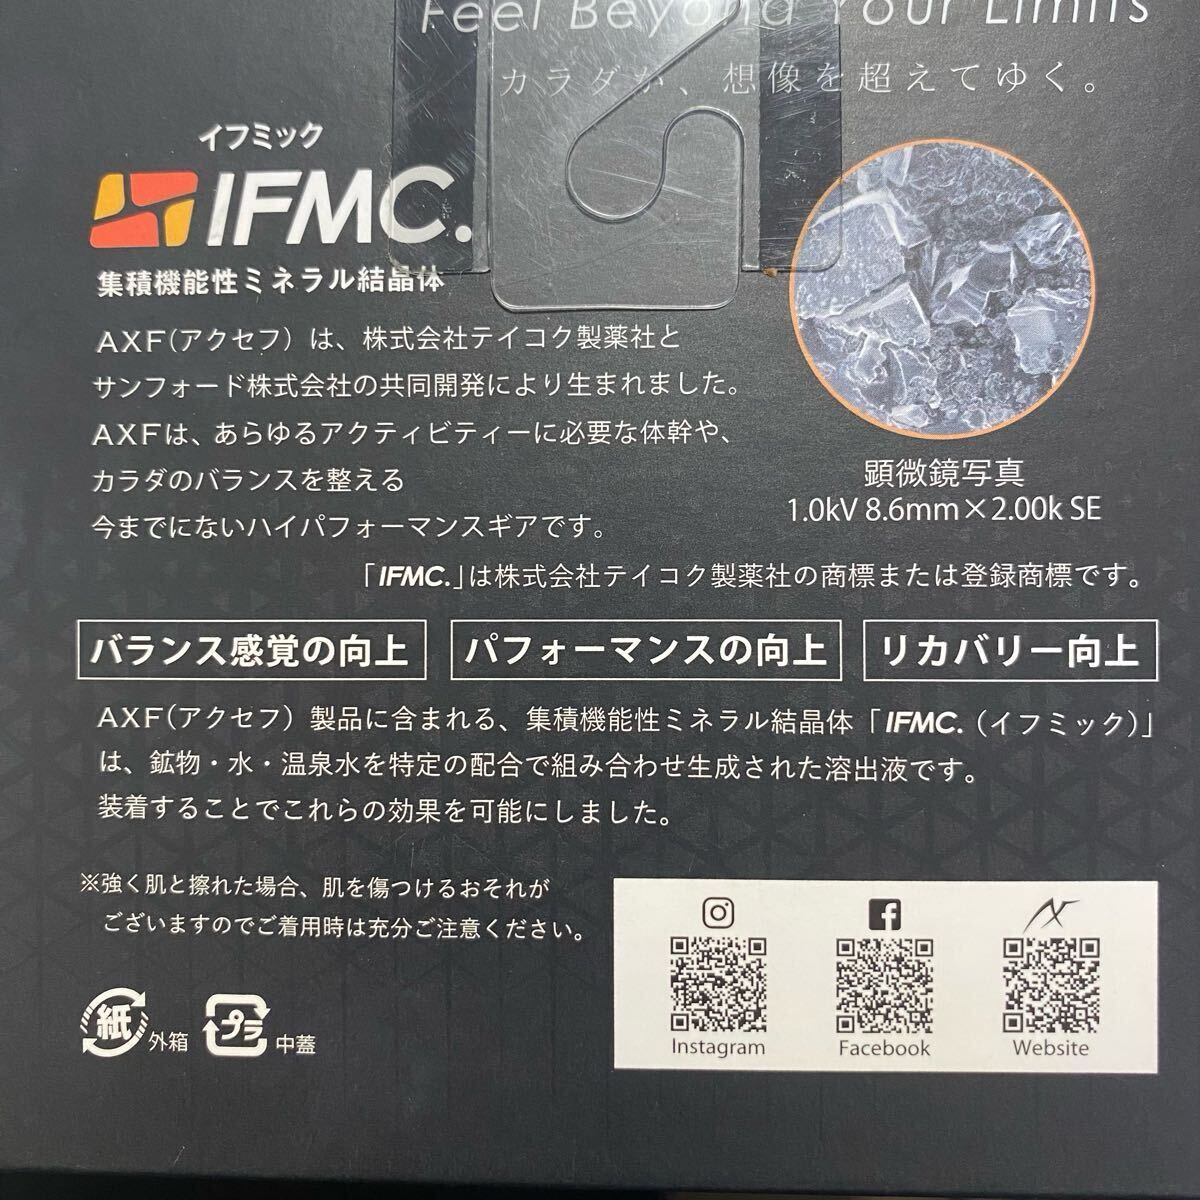 Feel Beyond Your Limits
カラダが、想像を超えてゆく。
イフミック
IFMC.
集積機能性ミネラル結晶体
AXF(アクセフ）は、株式会社テイコク製薬社と
サンフォード株式会社の共同開発により生まれました。
AXFは、あらゆるアクティビティーに必要な体幹や、
カラダのバランスを整える
今までにないハイパフォーマンスギアです。
顕微鏡写真
1.0kV 8.6mm×2.00k SE
「IFMC.」は株式会社テイコク製薬社の商標または登録商標です。
バランス感覚の向上
パフォーマンスの向上
リカバリー向上
AXF(アクセフ）製品に含まれる、集積機能性ミネラル結晶体「IFMC.（イフミック)」
は、鉱物・水・温泉水を特定の配合で組み合わせ生成された溶出液です。
装着することでこれらの効果を可能にしました。
※強く肌と擦れた場合、肌を傷つけるおそれが
ございますのでご着用時は充分ご注意ください。
紙 外箱
プラ 中蓋
Instagram
Facebook
Website